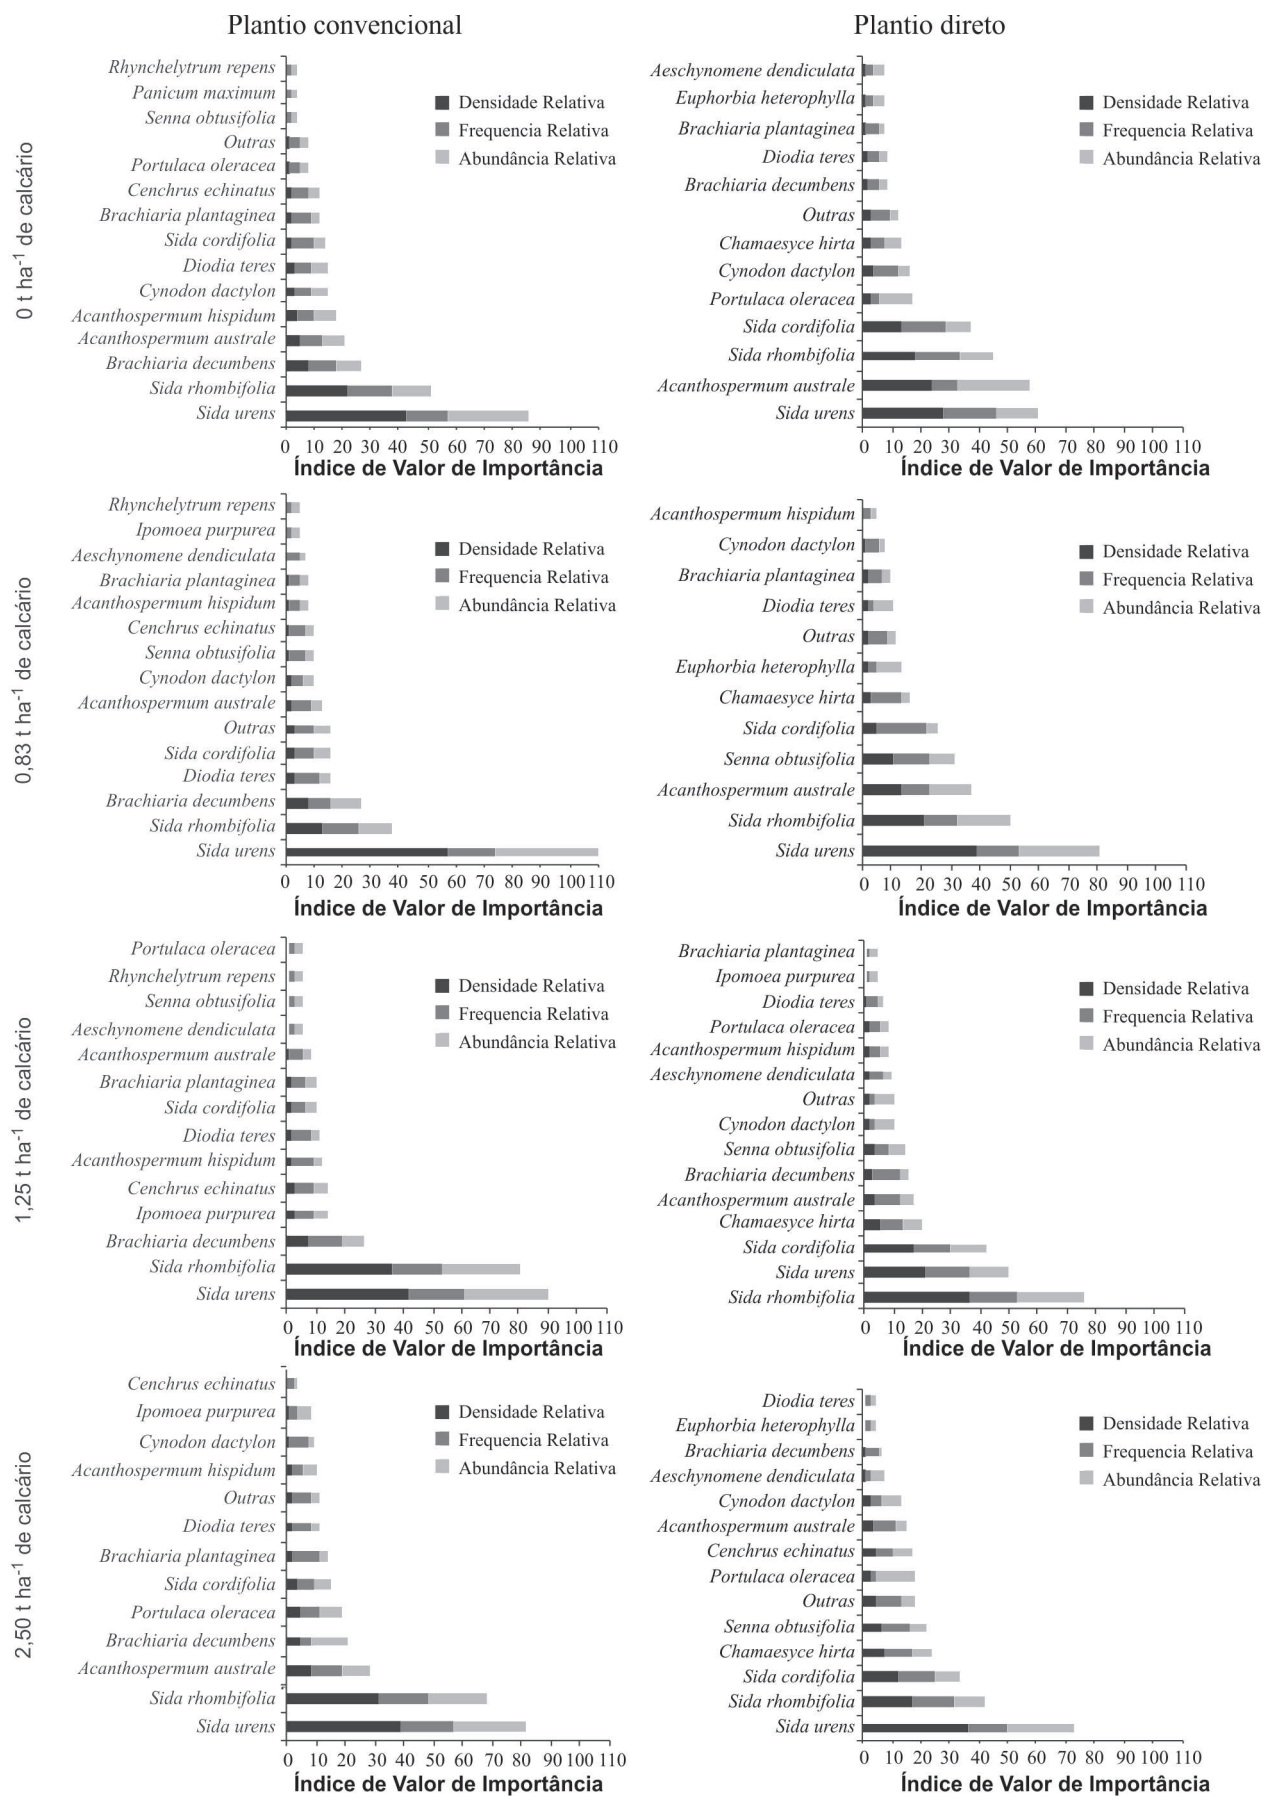 Plantio convencional
Plantio direto
0 t ha-1 de calcário
Rhynchelytrum repens
Panicum maximum
Senna obtusifolia
Outras
Portulaca oleracea
Cenchrus echinatus
Brachiaria plantaginea
Sida cordifolia
Diodia teres
Cynodon dactylon
Acanthospermum hispidum
Acanthospermum australe
Brachiaria decumbens
Sida rhombifolia
Sida urens
Densidade Relativa
Frequencia Relativa
Abundância Relativa
0 10 20 30 40 50 60 70 80 90 100 110
Índice de Valor de Importância
Aeschynomene dendiculata
Euphorbia heterophylla
Brachiaria plantaginea
Diodia teres
Brachiaria decumbens
Outras
Chamaesyce hirta
Cynodon dactylon
Portulaca oleracea
Sida cordifolia
Sida rhombifolia
Acanthospermum australe
Sida urens
Densidade Relativa
Frequencia Relativa
Abundância Relativa
0 10 20 30 40 50 60 70 80 90 100 110
Índice de Valor de Importância
0,83 t ha-1 de calcário
Rhynchelytrum repens
Ipomoea purpurea
Aeschynomene dendiculata
Brachiaria plantaginea
Acanthospermum hispidum
Cenchrus echinatus
Senna obtusifolia
Cynodon dactylon
Acanthospermum australe
Outras
Sida cordifolia
Diodia teres
Brachiaria decumbens
Sida rhombifolia
Sida urens
Densidade Relativa
Frequencia Relativa
Abundância Relativa
0 10 20 30 40 50 60 70 80 90 100 110
Índice de Valor de Importância
Acanthospermum hispidum
Cynodon dactylon
Brachiaria plantaginea
Diodia teres
Outras
Euphorbia heterophylla
Chamaesyce hirta
Sida cordifolia
Senna obtusifolia
Acanthospermum australe
Sida rhombifolia
Sida urens
Densidade Relativa
Frequencia Relativa
Abundância Relativa
0 10 20 30 40 50 60 70 80 90 100 110
Índice de Valor de Importância
1,25 t ha-1 de calcário
Portulaca oleracea
Rhynchelytrum repens
Senna obtusifolia
Aeschynomene dendiculata
Acanthospermum australe
Brachiaria plantaginea
Sida cordifolia
Diodia teres
Acanthospermum hispidum
Cenchrus echinatus
Ipomoea purpurea
Brachiaria decumbens
Sida rhombifolia
Sida urens
Densidade Relativa
Frequencia Relativa
Abundância Relativa
0 10 20 30 40 50 60 70 80 90 100 110
Índice de Valor de Importância
Brachiaria plantaginea
Ipomoea purpurea
Diodia teres
Portulaca oleracea
Acanthospermum hispidum
Aeschynomene dendiculata
Outras
Cynodon dactylon
Senna obtusifolia
Brachiaria decumbens
Acanthospermum australe
Chamaesyce hirta
Sida cordifolia
Sida urens
Sida rhombifolia
Densidade Relativa
Frequencia Relativa
Abundância Relativa
0 10 20 30 40 50 60 70 80 90 100 110
Índice de Valor de Importância
2,50 t ha-1 de calcário
Cenchrus echinatus
Ipomoea purpurea
Cynodon dactylon
Acanthospermum hispidum
Outras
Diodia teres
Brachiaria plantaginea
Sida cordifolia
Portulaca oleracea
Brachiaria decumbens
Acanthospermum australe
Sida rhombifolia
Sida urens
Densidade Relativa
Frequencia Relativa
Abundância Relativa
0 10 20 30 40 50 60 70 80 90 100 110
Índice de Valor de Importância
Diodia teres
Euphorbia heterophylla
Brachiaria decumbens
Aeschynomene dendiculata
Cynodon dactylon
Acanthospermum australe
Cenchrus echinatus
Portulaca oleracea
Outras
Senna obtusifolia
Chamaesyce hirta
Sida cordifolia
Sida rhombifolia
Sida urens
Densidade Relativa
Frequencia Relativa
Abundância Relativa
0 10 20 30 40 50 60 70 80 90 100 110
Índice de Valor de Importância